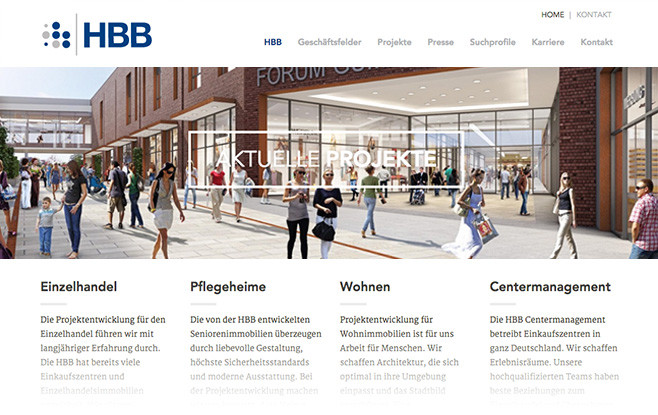 HOME | KONTAKT
HBB
HBB Geschäftsfelder Projekte Presse Suchprofile Karriere Kontakt
FORUM
AKTUELLE PROJEKTE
Einzelhandel
Die Projektentwicklung für den
Einzelhandel führen wir mit
langjähriger Erfahrung durch.
Die HBB hat bereits viele
Einkaufszentren und
Einzelhandelsimmobilien
Pflegeheime
Die von der HBB entwickelten
Seniorenimmobilien überzeugen
durch liebevolle Gestaltung,
höchste Sicherheitsstandards
und moderne Ausstattung. Bei
der Projektentwicklung machen
Wohnen
Projektentwicklung für
Wohnimmobilien ist für uns
Arbeit für Menschen. Wir
schaffen Architektur, die sich
optimal in ihre Umgebung
einpasst und das Stadtbild
Centermanagement
Die HBB Centermanagement
betreibt Einkaufszentren in
ganz Deutschland. Wir schaffen
Erlebnisräume. Unsere
hochqualifizierten Teams haben
beste Beziehungen zum